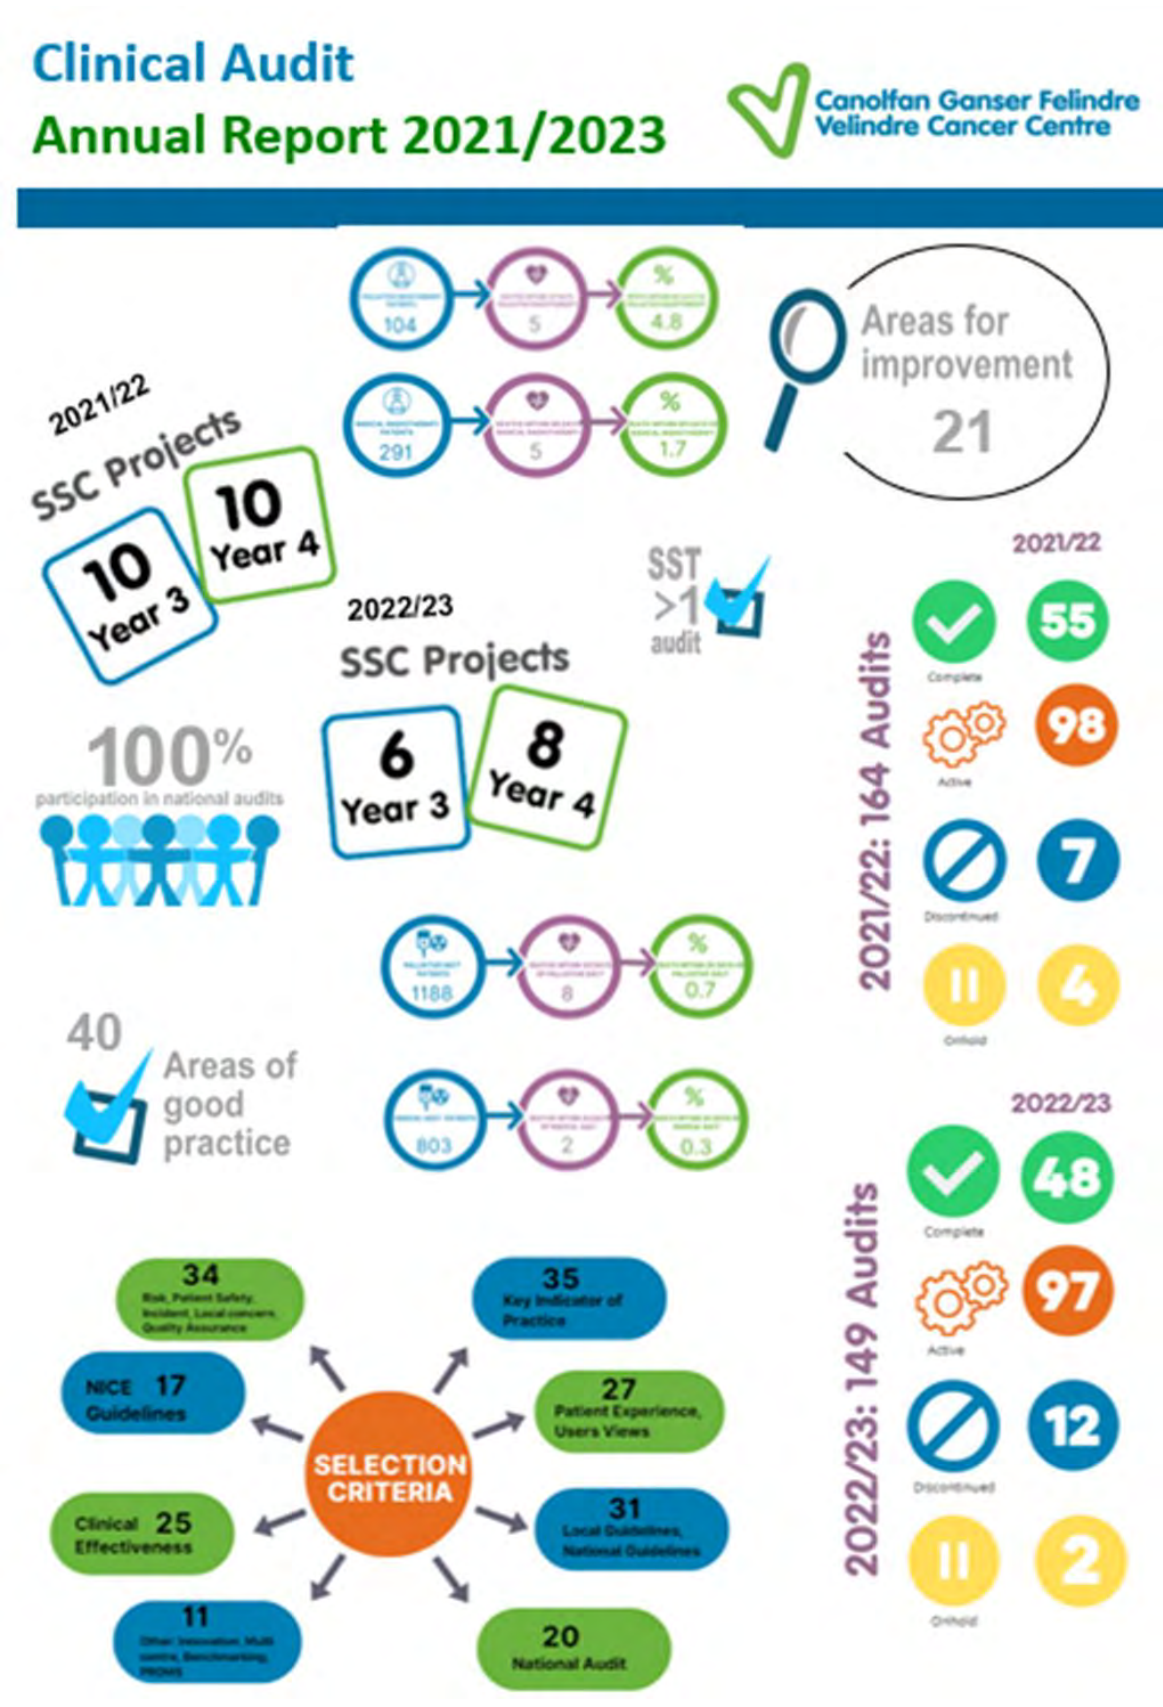 Clinical Audit
Annual Report 2021/2023
Canolfan Ganser Felindre
Velindre Cancer Centre
104
5
%
4.8
291
5
%
1.7
Areas for
improvement
21
2021/22
SSC Projects
10
Year 3
10
Year 4
2022/23
SSC Projects
6
Year 3
8
Year 4
SST
>1
audit
100%
participation in national audits
2021/22
2021/22: 164 Audits
Complete
55
Active
98
Discontinued
7
Onhold
4
1188
8
%
0.7
803
2
%
0.3
40
Areas of
good
practice
2022/23
2022/23: 149 Audits
Complete
48
Active
97
Discontinued
12
Onhold
2
SELECTION
CRITERIA
34
Risk, Patient Safety,
Incident, Local concern,
Quality Assurance
35
Key Indicator of
Practice
NICE 17
Guidelines
27
Patient Experience,
Users Views
Clinical 25
Effectiveness
31
Local Guidelines,
National Guidelines
11
Other: Innovation, Multi
centre, Benchmarking,
PROMS
20
National Audit